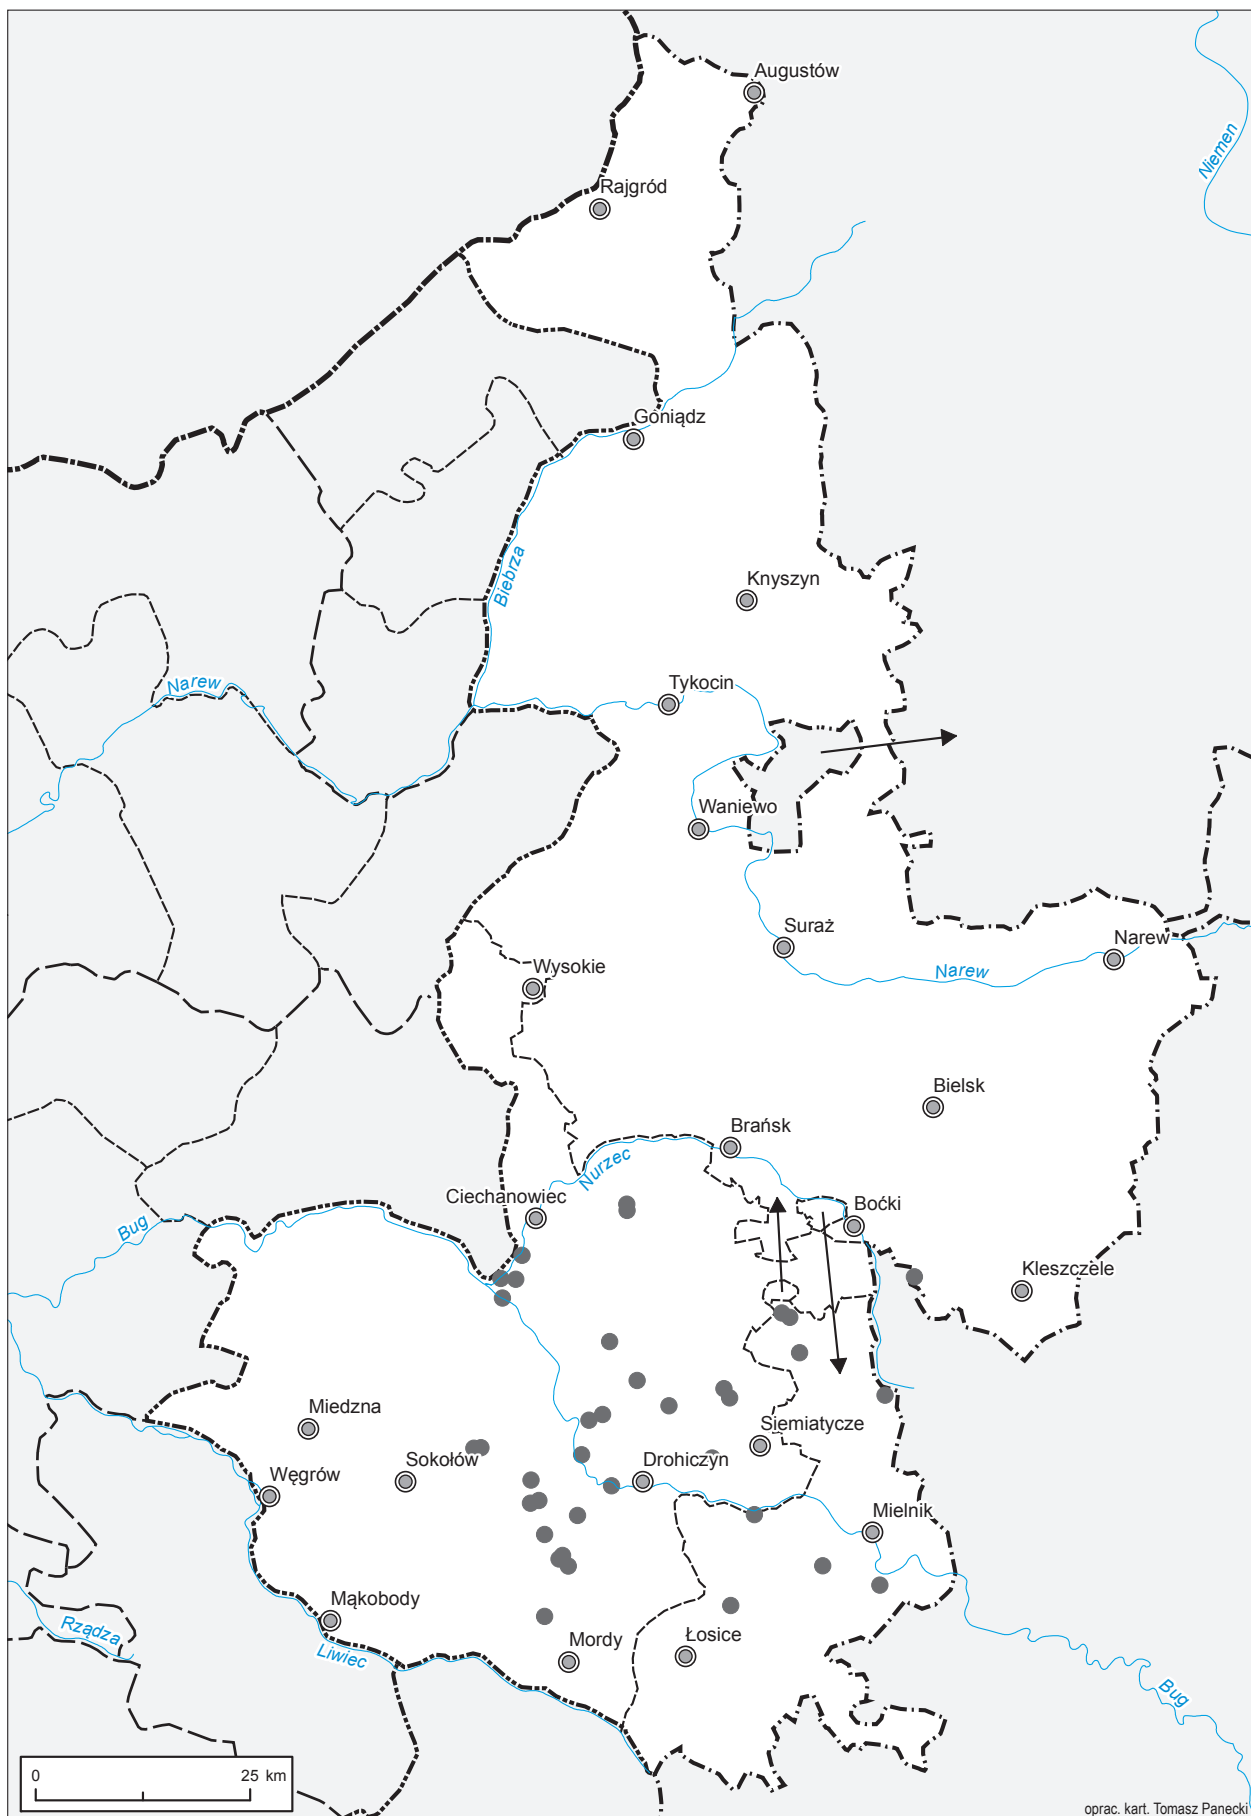 Augustów
Niemen
Rajgród
Goniądz
Biebrza
Knyszyn
Narew
Tykocin
Waniewo
Suraż
Narew
Narew
Wysokie
Bielsk
Brańsk
Nurzec
Ciechanowiec
Boćki
Bug
Kleszczele
Miedzna
Siemiatycze
Sokołów
Drohiczyn
Węgrów
Mielnik
Mąkobody
Rządza
Liwiec
Mordy
Łosice
Bug
0 25 km
oprac. kart. Tomasz Panecki